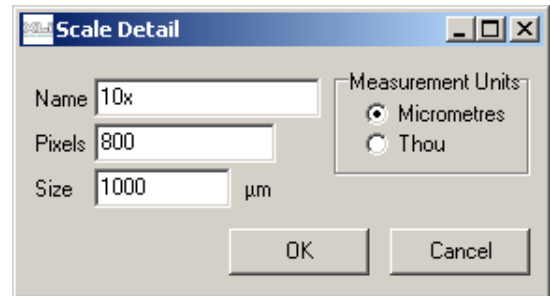 Scale Detail
Name 10x
Pixels 800
Size 1000 µm
Measurement Units
Micrometres
Thou
OK
Cancel